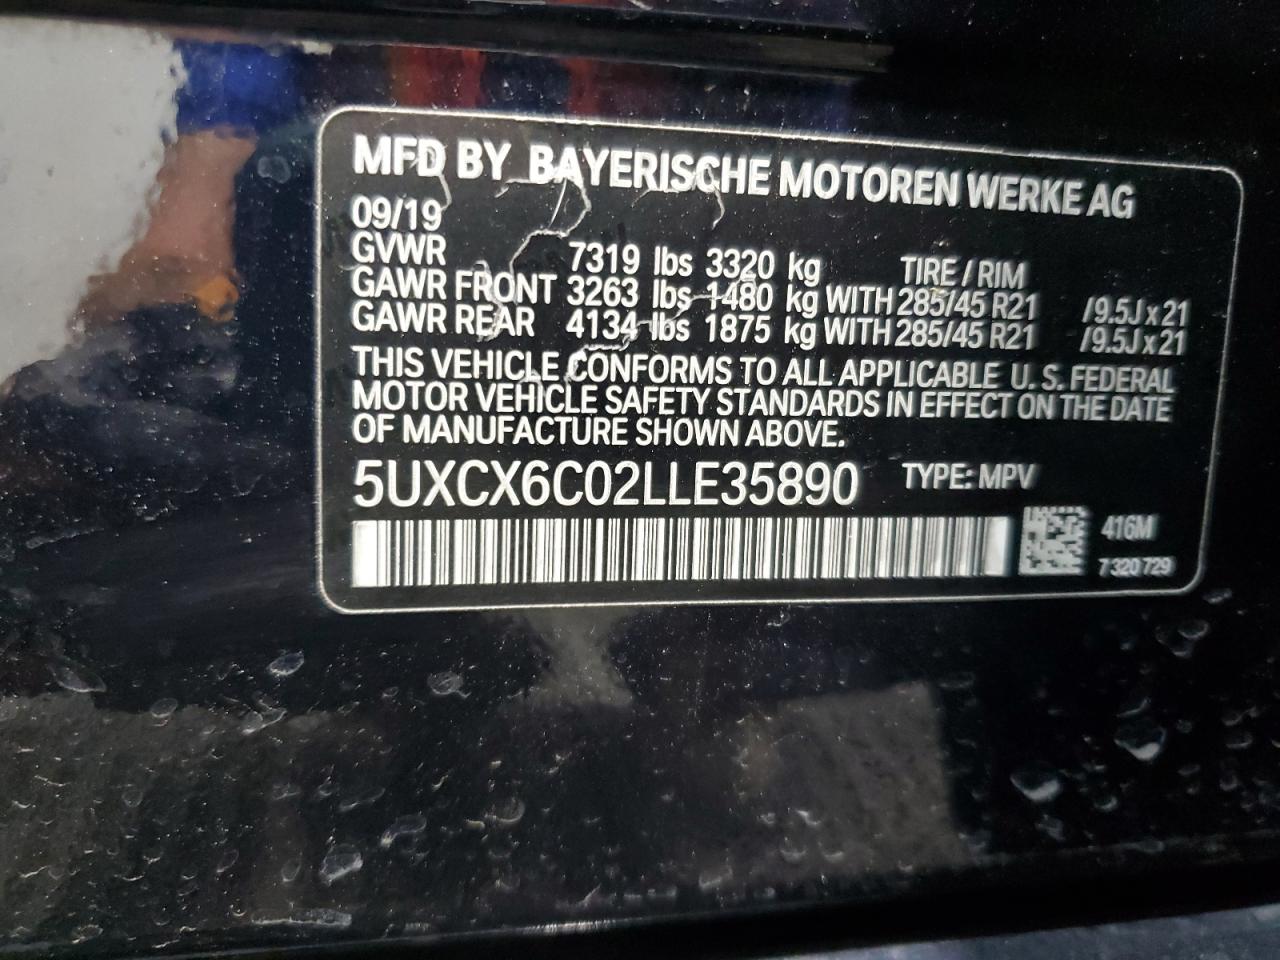 MFD BY BAYERISCHE MOTOREN WERKE AG
09/19
GVWR 7319 lbs 3320 kg TIRE / RIM
GAWR FRONT 3263 lbs 1480 kg WITH 285/45 R21 /9.5J x 21
GAWR REAR 4134 lbs 1875 kg WITH 285/45 R21 /9.5J x 21
THIS VEHICLE CONFORMS TO ALL APPLICABLE U. S. FEDERAL
MOTOR VEHICLE SAFETY STANDARDS IN EFFECT ON THE DATE
OF MANUFACTURE SHOWN ABOVE.
5UXCX6C02LLE35890 TYPE: MPV
416M
7 320 729